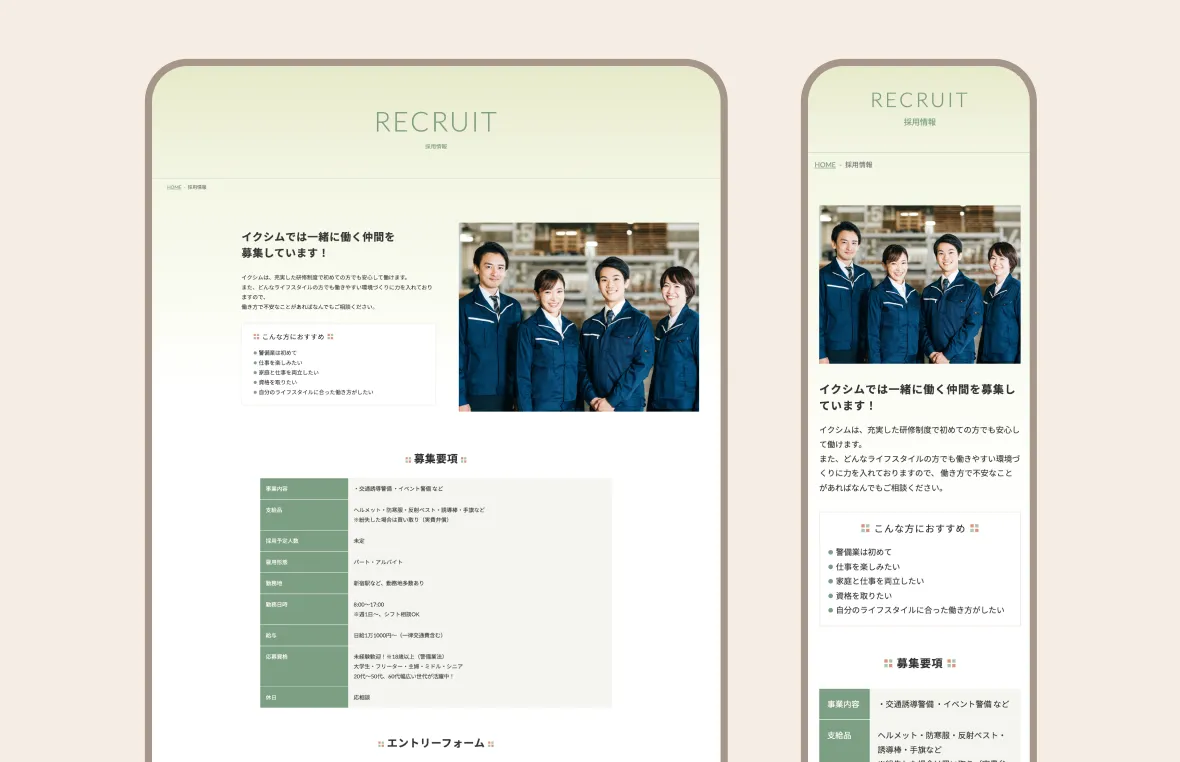 RECRUIT
採用情報
HOME - 採用情報
イクシムでは一緒に働く仲間を
募集しています！
イクシムは、充実した研修制度で初めての方でも安心して働けます。
また、どんなライフスタイルの方でも働きやすい環境づくりに力を入れており
ますので、
働き方で不安なことがあればなんでもご相談ください。
こんな方におすすめ
警備業は初めて
仕事を楽しみたい
家庭と仕事を両立したい
資格を取りたい
自分のライフスタイルに合った働き方がしたい
募集要項
事業内容 ・交通誘導警備 ・イベント警備 など
支給品 ヘルメット・防寒服・反射ベスト・誘導棒・手旗など
※紛失した場合は買い取り（実費弁償）
採用予定人数 未定
雇用形態 パート・アルバイト
勤務地 新宿駅など、勤務地多数あり
勤務日時 8:00〜17:00
※週1日〜、シフト相談OK
給与 日給1万1000円〜（一律交通費含む）
応募資格 未経験歓迎！※18歳以上（警備業法）
大学生・フリーター・主婦・ミドル・シニア
20代〜50代、60代幅広い世代が活躍中！
休日 応相談
エントリーフォーム
RECRUIT
採用情報
HOME - 採用情報
イクシムでは一緒に働く仲間を募集し
ています！
イクシムは、充実した研修制度で初めての方でも安心し
て働けます。
また、どんなライフスタイルの方でも働きやすい環境づ
くりに力を入れておりますので、 働き方で不安なこと
があればなんでもご相談ください。
こんな方におすすめ
警備業は初めて
仕事を楽しみたい
家庭と仕事を両立したい
資格を取りたい
自分のライフスタイルに合った働き方がしたい
募集要項
事業内容 ・交通誘導警備 ・イベント警備 など
支給品 ヘルメット・防寒服・反射ベスト・
誘導棒・手旗など